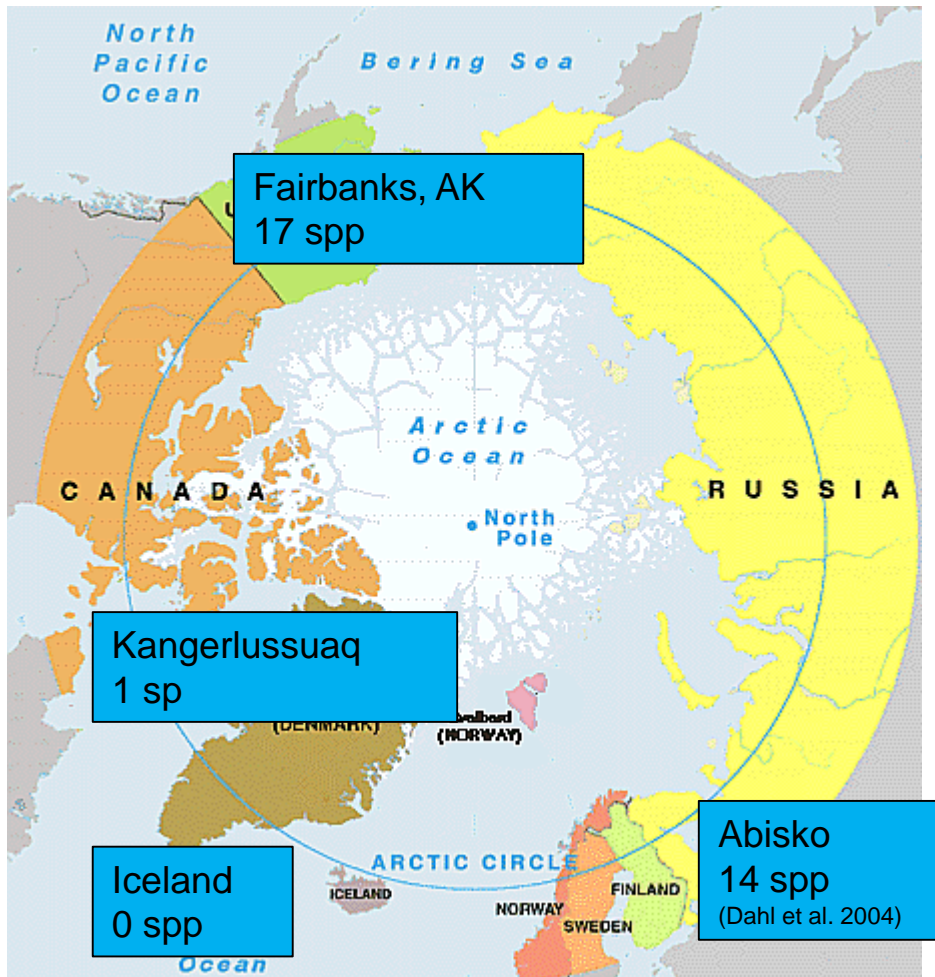 North
Pacific
Ocean
Bering Sea
Fairbanks, AK
17 spp
U
Arctic
Ocean
CANADA
RUSSIA
North
Pole
Kangerlussuaq
1 sp
(DENMARK)
(NORWAY)
Abisko
14 spp
(Dahl et al. 2004)
Iceland
0 spp
ARCTIC CIRCLE
ICELAND
FINLAND
NORWAY
SWEDEN
Ocean